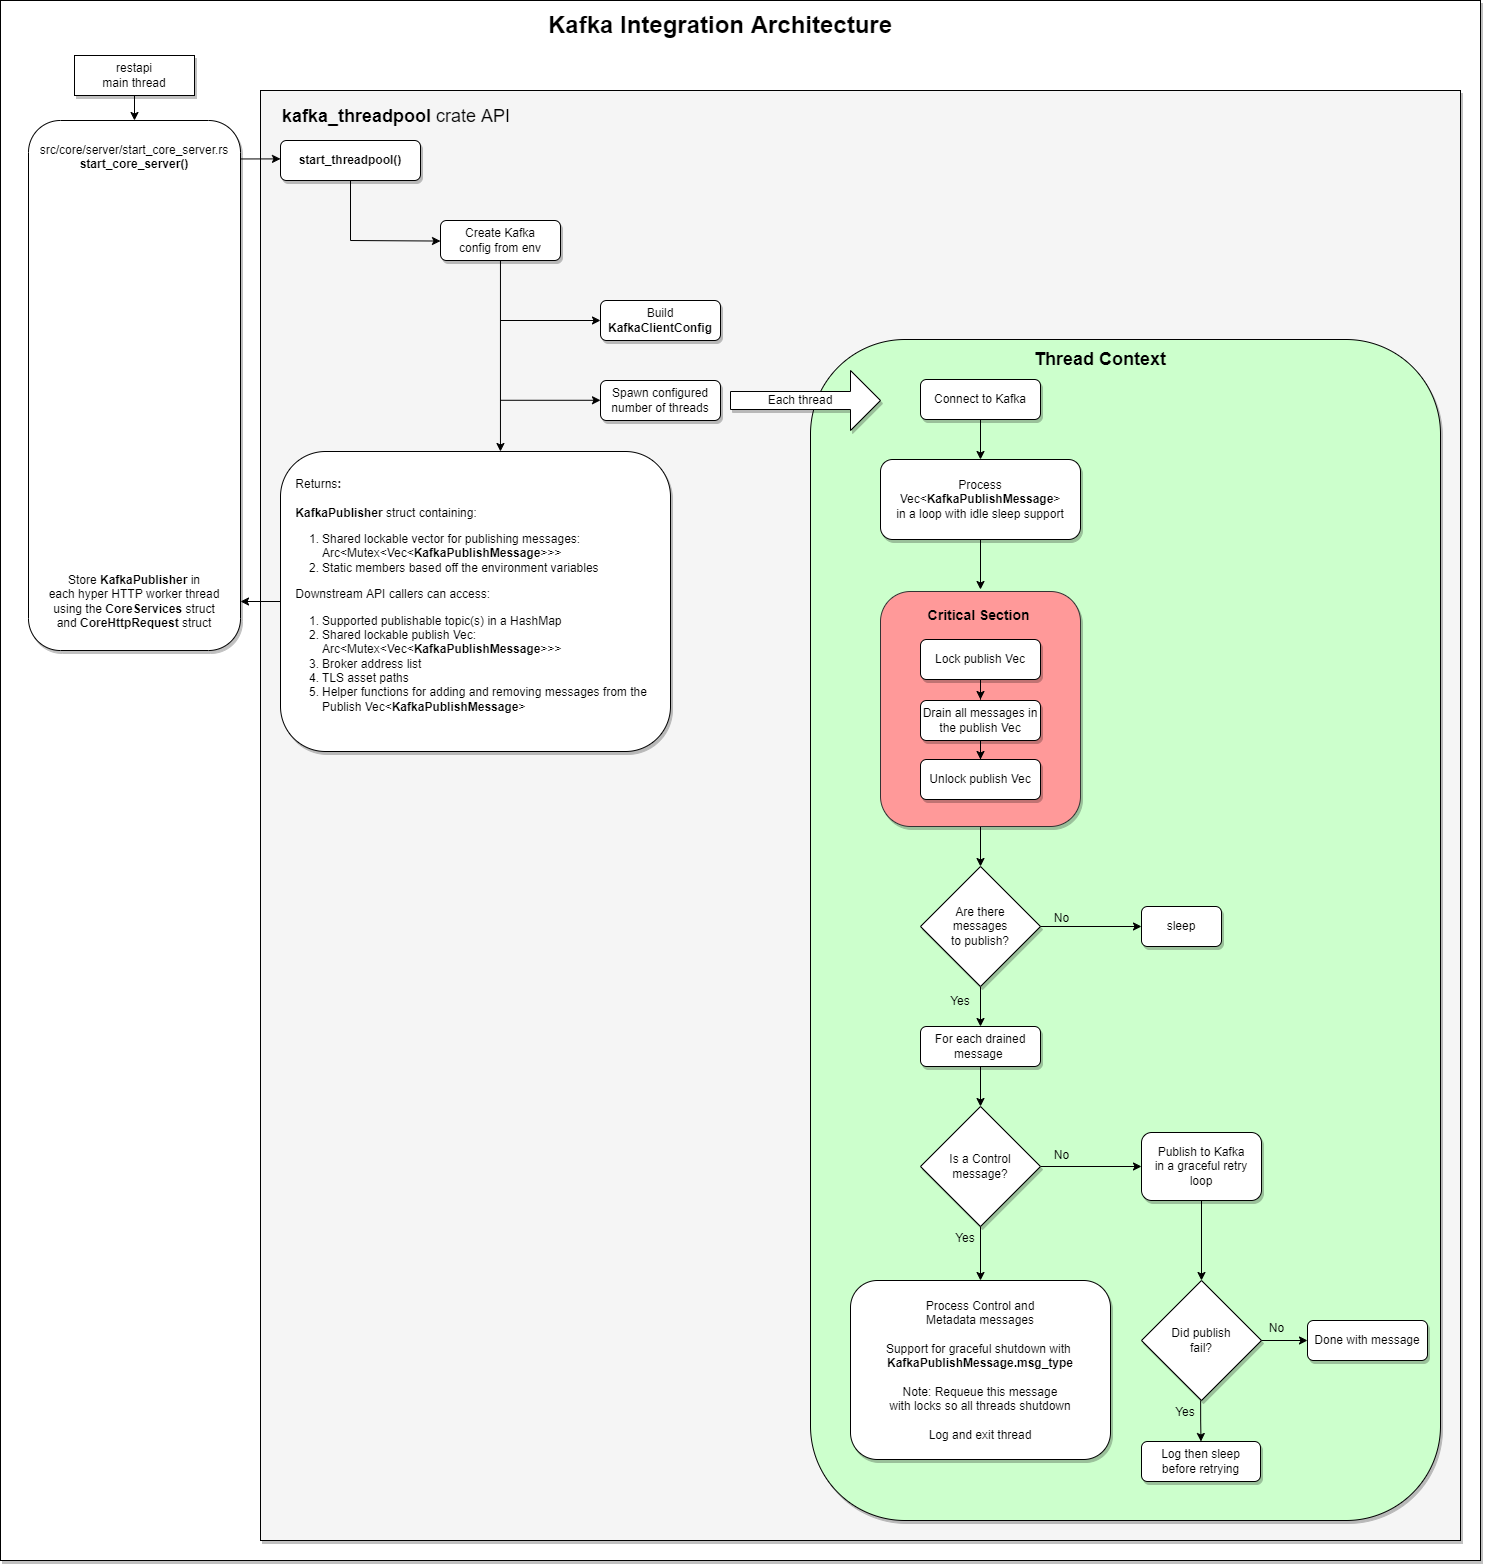 Kafka Integration Architecture
restapi
main thread
src/core/server/start_core_server.rs
start_core_server()
Store KafkaPublisher in
each hyper HTTP worker thread
using the CoreServices struct
and CoreHttpRequest struct
kafka_threadpool crate API
start_threadpool()
Create Kafka
config from env
Build
KafkaClientConfig
Spawn configured
number of threads
Each thread
Returns:
KafkaPublisher struct containing:
1. Shared lockable vector for publishing messages:
Arc<Mutex<Vec<KafkaPublishMessage>>>
2. Static members based off the environment variables
Downstream API callers can access:
1. Supported publishable topic(s) in a HashMap
2. Shared lockable publish Vec:
Arc<Mutex<Vec<KafkaPublishMessage>>>
3. Broker address list
4. TLS asset paths
5. Helper functions for adding and removing messages from the
Publish Vec<KafkaPublishMessage>
Thread Context
Connect to Kafka
Process
Vec<KafkaPublishMessage>
in a loop with idle sleep support
Critical Section
Lock publish Vec
Drain all messages in
the publish Vec
Unlock publish Vec
Are there
messages
to publish?
No
sleep
Yes
For each drained
message
Is a Control
message?
No
Publish to Kafka
in a graceful retry
loop
Yes
Process Control and
Metadata messages
Support for graceful shutdown with
KafkaPublishMessage.msg_type
Note: Requeue this message
with locks so all threads shutdown
Log and exit thread
Did publish
fail?
No
Done with message
Yes
Log then sleep
before retrying